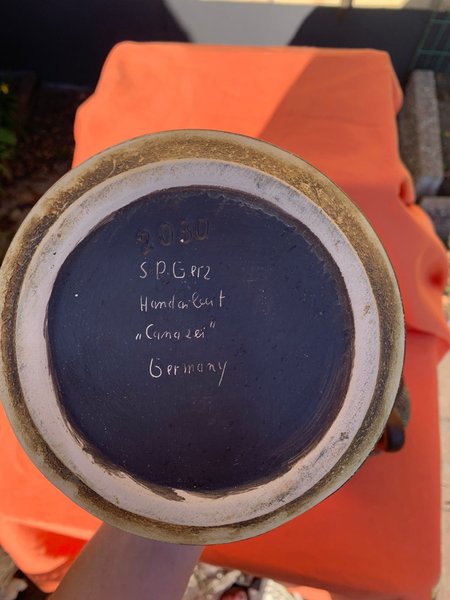 2030
S.P. Gerz
Handarbeit
„Canazei"
Germany